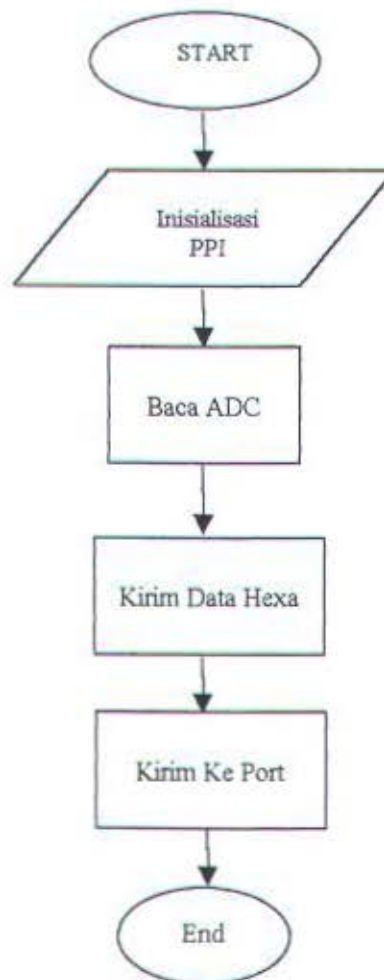 START
Inisialisasi
PPI
Baca ADC
Kirim Data Hexa
Kirim Ke Port
End